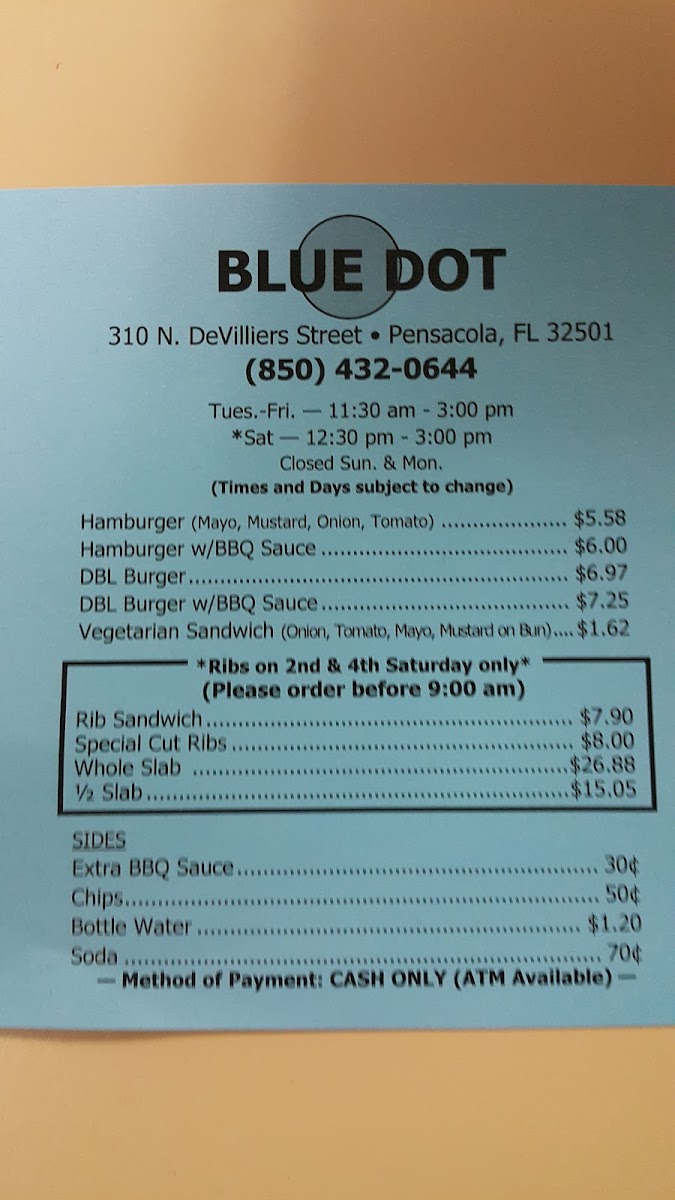 BLUE DOT
310 N. DeVilliers Street • Pensacola, FL 32501
(850) 432-0644
Tues.-Fri. — 11:30 am - 3:00 pm
*Sat — 12:30 pm - 3:00 pm
Closed Sun. & Mon.
(Times and Days subject to change)
Hamburger (Mayo, Mustard, Onion, Tomato) ................... $5.58
Hamburger w/BBQ Sauce ...................................... $6.00
DBL Burger.......................................................... $6.97
DBL Burger w/BBQ Sauce...................................... $7.25
Vegetarian Sandwich (Onion, Tomato, Mayo, Mustard on Bun).... $1.62
*Ribs on 2nd & 4th Saturday only*
(Please order before 9:00 am)
Rib Sandwich........................................................ $7.90
Special Cut Ribs .................................................... $8.00
Whole Slab .........................................................$26.88
½ Slab................................................................$15.05
SIDES
Extra BBQ Sauce...................................................... 30¢
Chips........................................................................ 50¢
Bottle Water .......................................................... $1.20
Soda ........................................................................ 70¢
— Method of Payment: CASH ONLY (ATM Available) —